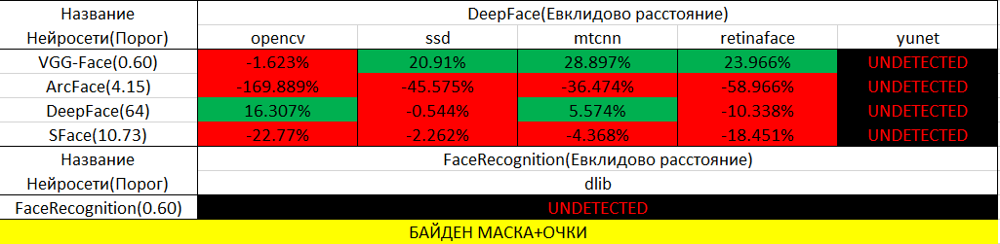 Название DeepFace(Евклидово расстояние)
Нейросети(Порог) opencv ssd mtcnn retinaface yunet
VGG-Face(0.60) -1.623% 20.91% 28.897% 23.966% UNDETECTED
ArcFace(4.15) -169.889% -45.575% -36.474% -58.966% UNDETECTED
DeepFace(64) 16.307% -0.544% 5.574% -10.338% UNDETECTED
SFace(10.73) -22.77% -2.262% -4.368% -18.451% UNDETECTED
Название FaceRecognition(Евклидово расстояние)
Нейросети(Порог) dlib
FaceRecognition(0.60) UNDETECTED
БАЙДЕН МАСКА+ОЧКИ